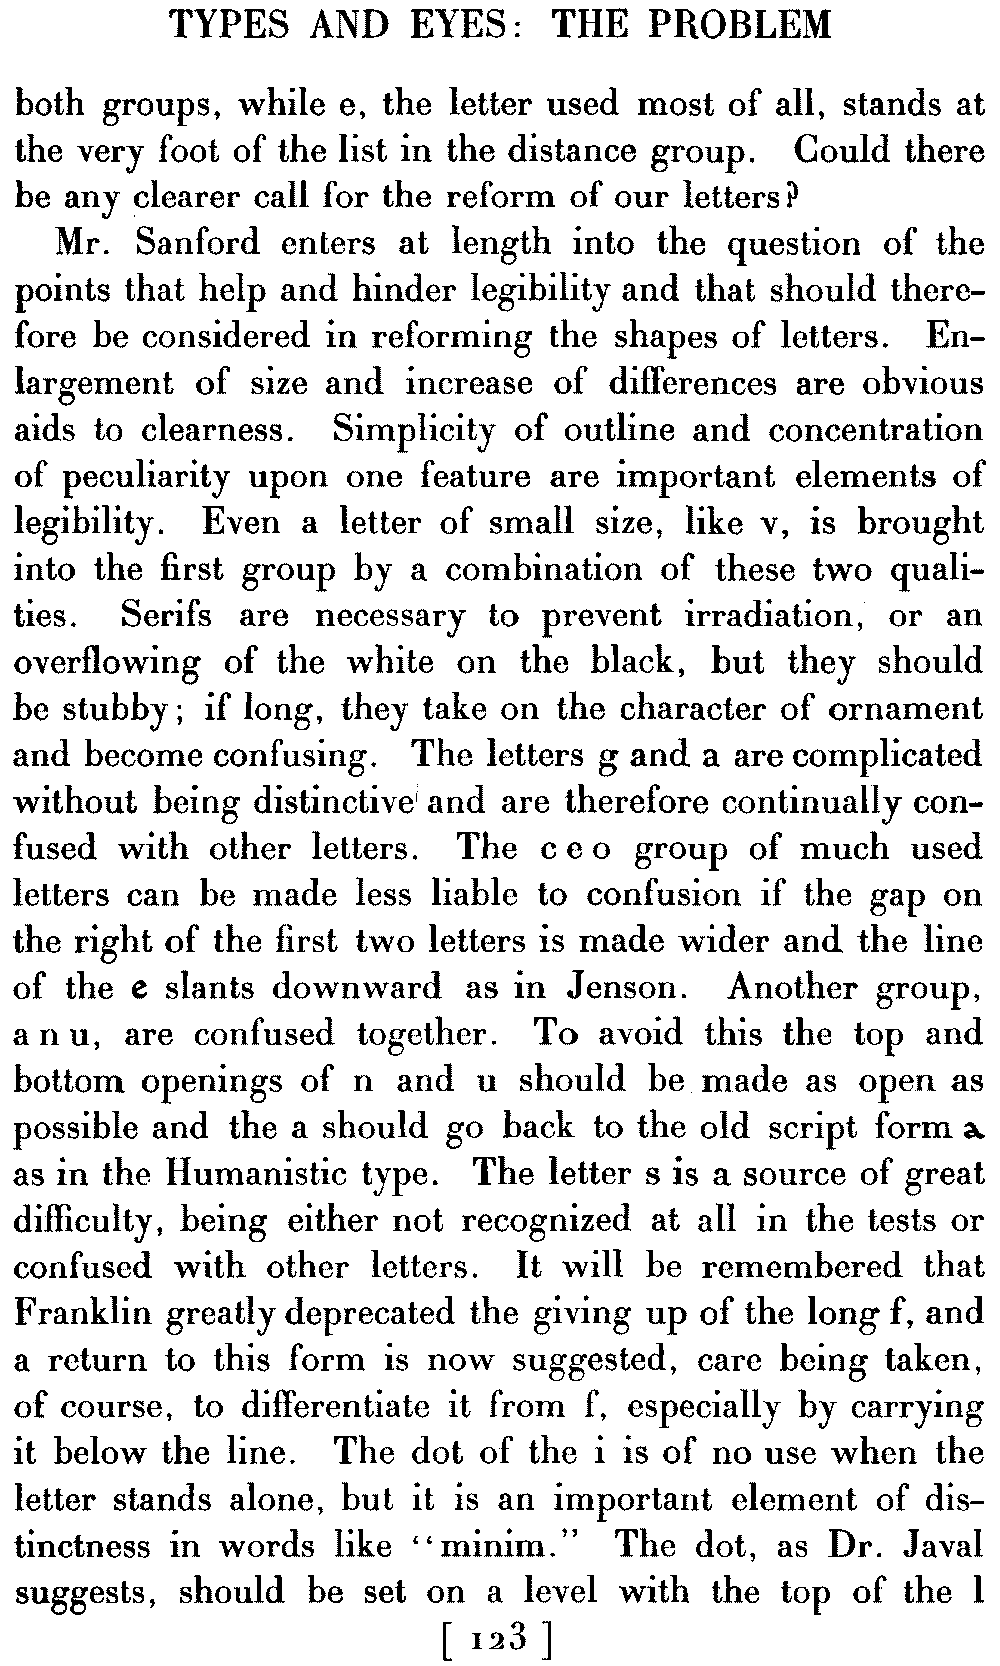 TYPES AND EYES: THE PROBLEM
both groups, while e, the letter used most of all, stands at
the very foot of the list in the distance group. Could there
be any clearer call for the reform of our letters?
Mr. Sanford enters at length into the question of the
points that help and hinder legibility and that should there-
fore be considered in reforming the shapes of letters. En-
largement of size and increase of differences are obvious
aids to clearness. Simplicity of outline and concentration
of peculiarity upon one feature are important elements of
legibility. Even a letter of small size, like v, is brought
into the first group by a combination of these two quali-
ties. Serifs are necessary to prevent irradiation, or an
overflowing of the white on the black, but they should
be stubby; if long, they take on the character of ornament
and become confusing. The letters g and a are complicated
without being distinctive and are therefore continually con-
fused with other letters. The c e o group of much used
letters can be made less liable to confusion if the gap on
the right of the first two letters is made wider and the line
of the e slants downward as in Jenson. Another group,
a n u, are confused together. To avoid this the top and
bottom openings of n and u should be made as open as
possible and the a should go back to the old script form a
as in the Humanistic type. The letter s is a source of great
difficulty, being either not recognized at all in the tests or
confused with other letters. It will be remembered that
Franklin greatly deprecated the giving up of the long ſ, and
a return to this form is now suggested, care being taken,
of course, to differentiate it from f, especially by carrying
it below the line. The dot of the i is of no use when the
letter stands alone, but it is an important element of dis-
tinctness in words like "minim." The dot, as Dr. Javal
suggests, should be set on a level with the top of the l
[ 123 ]